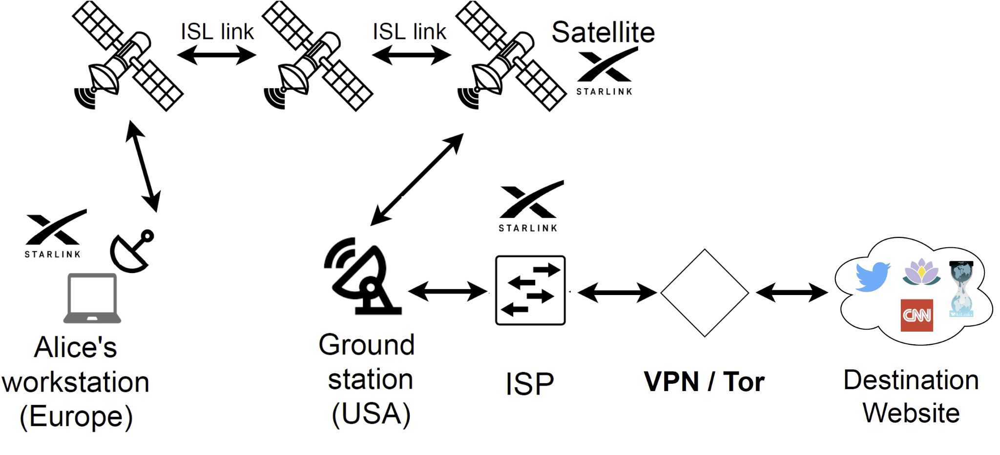 ISL link
ISL link
Satellite
STARLINK
STARLINK
STARLINK
CNN
WikiLeaks
Alice's
workstation
(Europe)
Ground
station
(USA)
ISP
VPN / Tor
Destination
Website